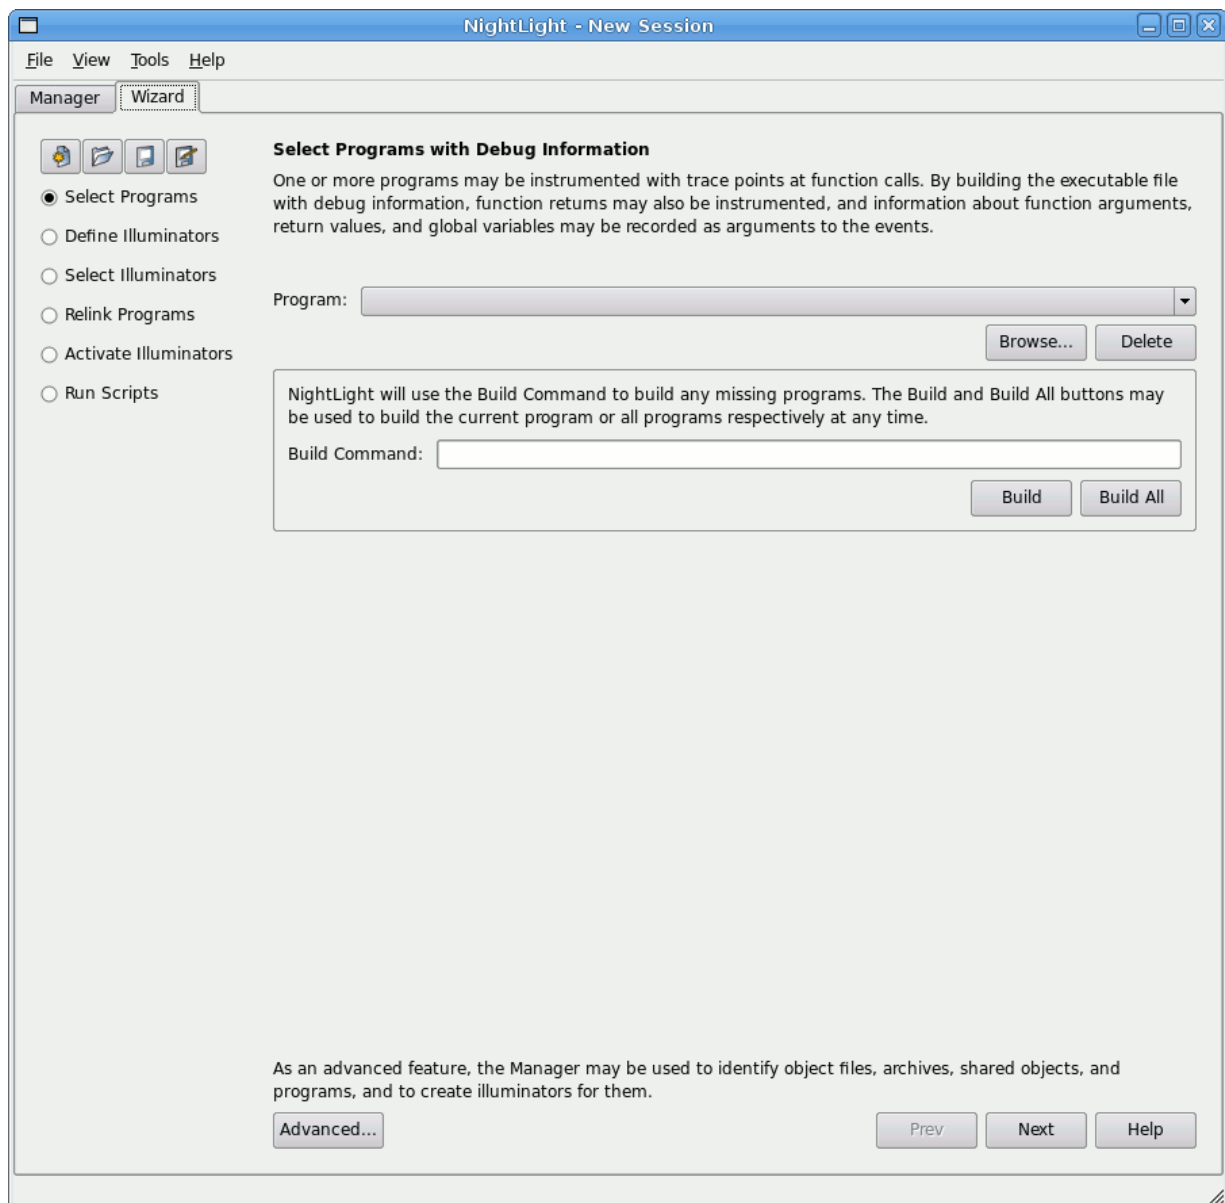 NightLight - New Session
File View Tools Help
Manager Wizard
Select Programs
Define Illuminators
Select Illuminators
Relink Programs
Activate Illuminators
Run Scripts
Select Programs with Debug Information
One or more programs may be instrumented with trace points at function calls. By building the executable file
with debug information, function returns may also be instrumented, and information about function arguments,
return values, and global variables may be recorded as arguments to the events.
Program:
Browse... Delete
NightLight will use the Build Command to build any missing programs. The Build and Build All buttons may
be used to build the current program or all programs respectively at any time.
Build Command:
Build Build All
As an advanced feature, the Manager may be used to identify object files, archives, shared objects, and
programs, and to create illuminators for them.
Advanced... Prev Next Help